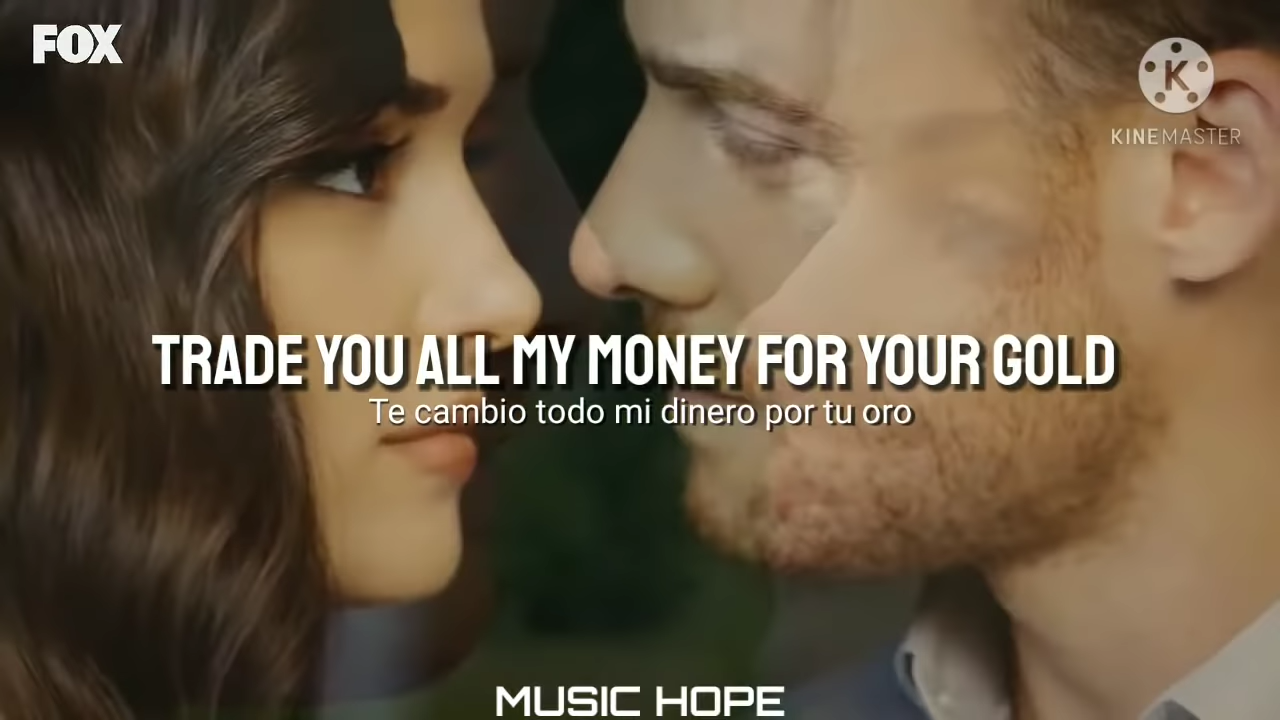 FOX
K
KINEMASTER
TRADE YOU ALL MY MONEY FOR YOUR GOLD
Te cambio todo mi dinero por tu oro
MUSIC HOPE